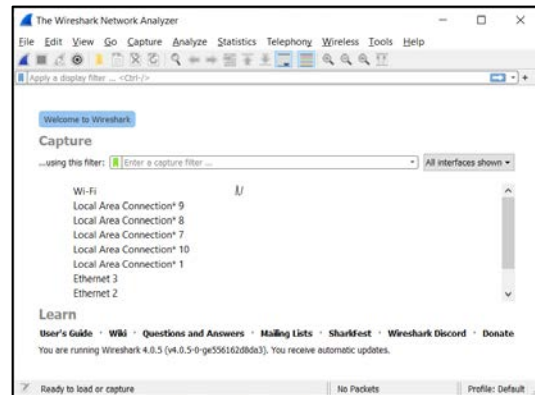 The Wireshark Network Analyzer
File Edit View Go Capture Analyze Statistics Telephony Wireless Tools Help
Apply a display filter ... <Ctrl-/>
Welcome to Wireshark
Capture
...using this filter: Enter a capture filter ... All interfaces shown
Wi-Fi
Local Area Connection* 9
Local Area Connection* 8
Local Area Connection* 7
Local Area Connection* 10
Local Area Connection* 1
Ethernet 3
Ethernet 2
Learn
User's Guide · Wiki · Questions and Answers · Mailing Lists · SharkFest · Wireshark Discord · Donate
You are running Wireshark 4.0.5 (v4.0.5-0-ge556162d8da3). You receive automatic updates.
Ready to load or capture No Packets Profile: Default